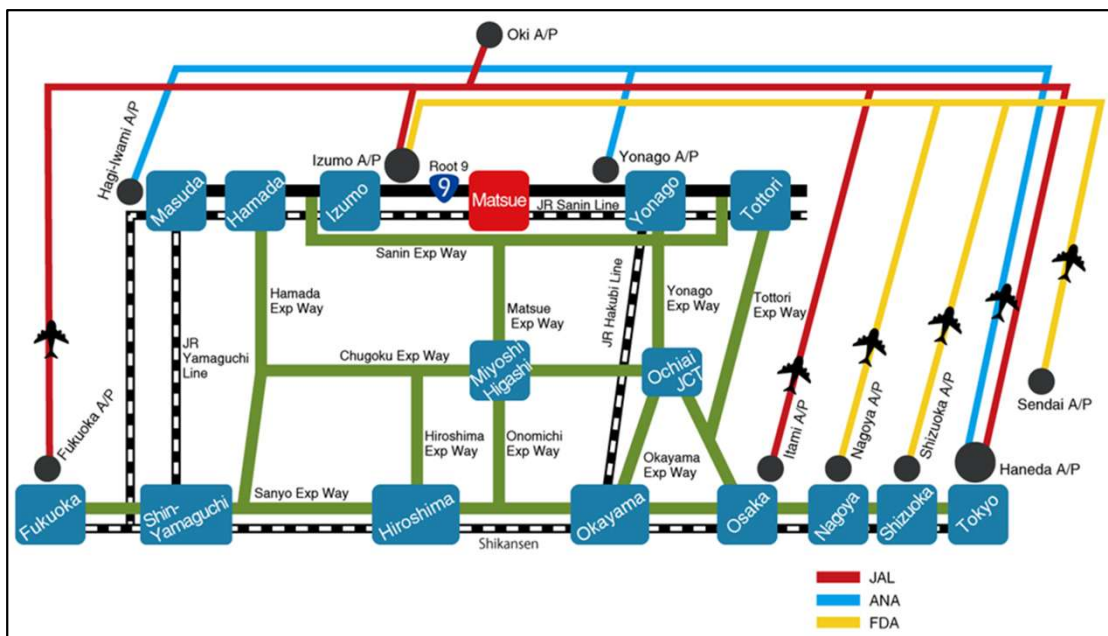 Oki A/P
Hagi-Iwami A/P
Izumo A/P
Root 9
9
Yonago A/P
Masuda
Hamada
Izumo
Matsue
JR Sanin Line
Yonago
Tottori
Sanin Exp Way
Hamada
Exp Way
Matsue
Exp Way
JR Hakubi Line
Yonago
Exp Way
Tottori
Exp Way
JR
Yamaguchi
Line
Chugoku Exp Way
Miyoshi
Higashi
Ochiai
JCT
Fukuoka A/P
Hiroshima
Exp Way
Onomichi
Exp Way
Okayama
Exp Way
Itami A/P
Nagoya A/P
Shizuoka A/P
Sendai A/P
Haneda A/P
Fukuoka
Shin-
Yamaguchi
Sanyo Exp Way
Hiroshima
Shikansen
Okayama
Osaka
Nagoya
Shizuoka
Tokyo
JAL
ANA
FDA